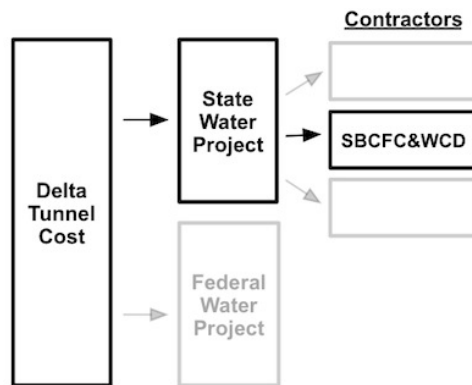 Contractors
State
Water
Project
SBCFC&WCD
Delta
Tunnel
Cost
Federal
Water
Project